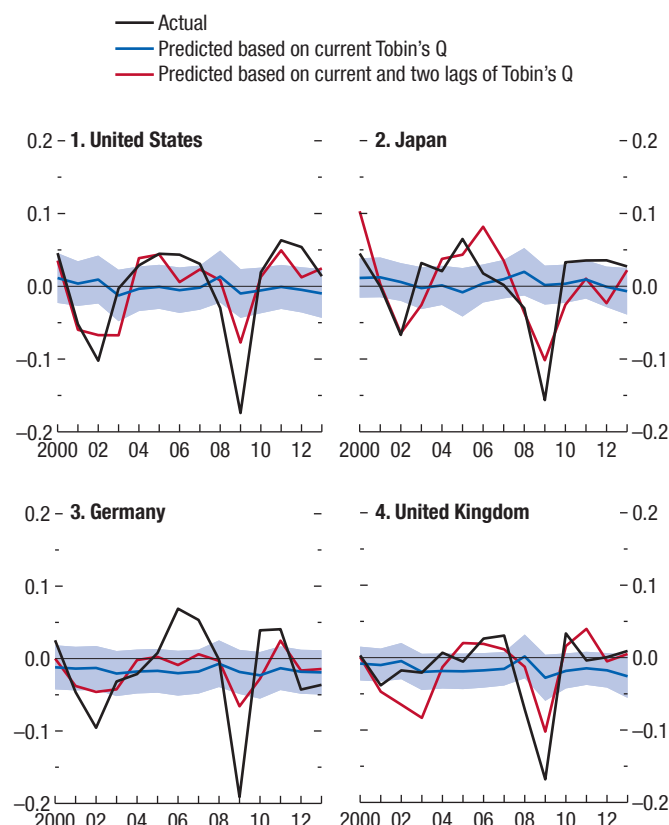 Actual
Predicted based on current Tobin's Q
Predicted based on current and two lags of Tobin's Q
0.2 1. United States 2. Japan 0.2
0.1 0.1
0.0 0.0
–0.1 –0.1
–0.2 –0.2
2000 02 04 06 08 10 12 2000 02 04 06 08 10 12
0.2 3. Germany 4. United Kingdom 0.2
0.1 0.1
0.0 0.0
–0.1 –0.1
–0.2 –0.2
2000 02 04 06 08 10 12 2000 02 04 06 08 10 12